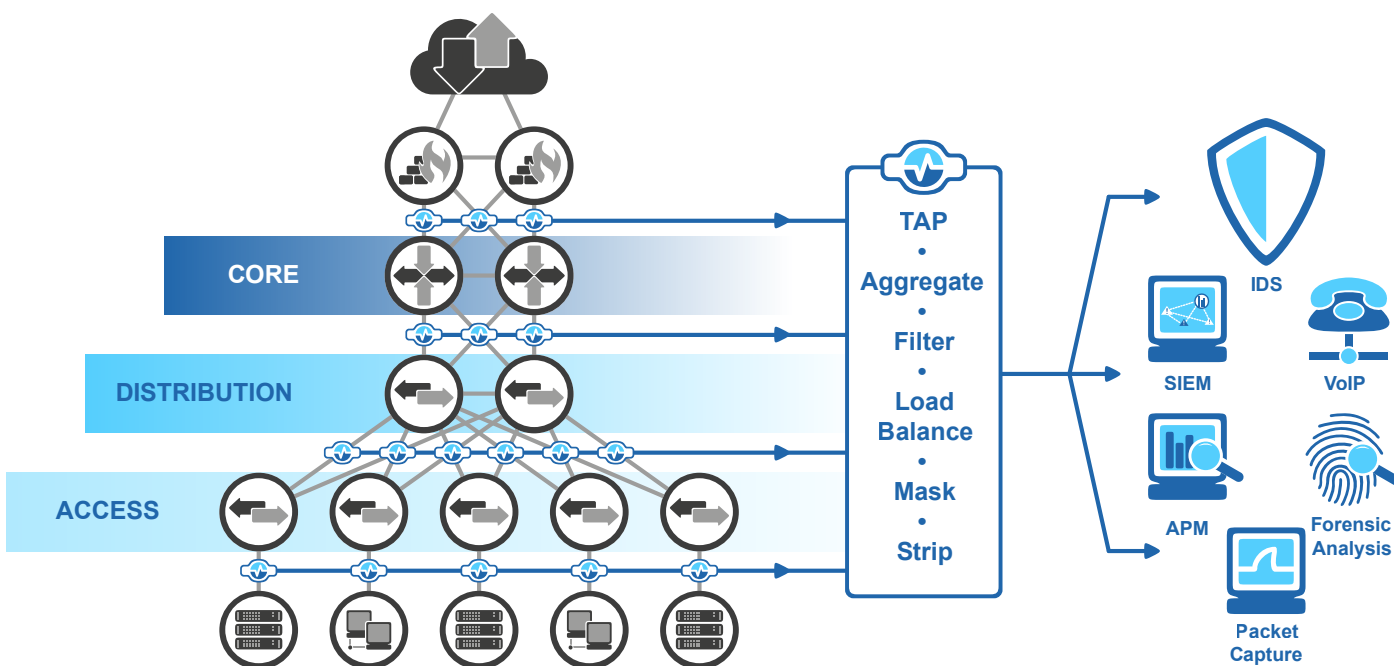 CORE
DISTRIBUTION
ACCESS
TAP
•
Aggregate
•
Filter
•
Load
Balance
•
Mask
•
Strip
IDS
SIEM
VoIP
APM
Forensic
Analysis
Packet
Capture